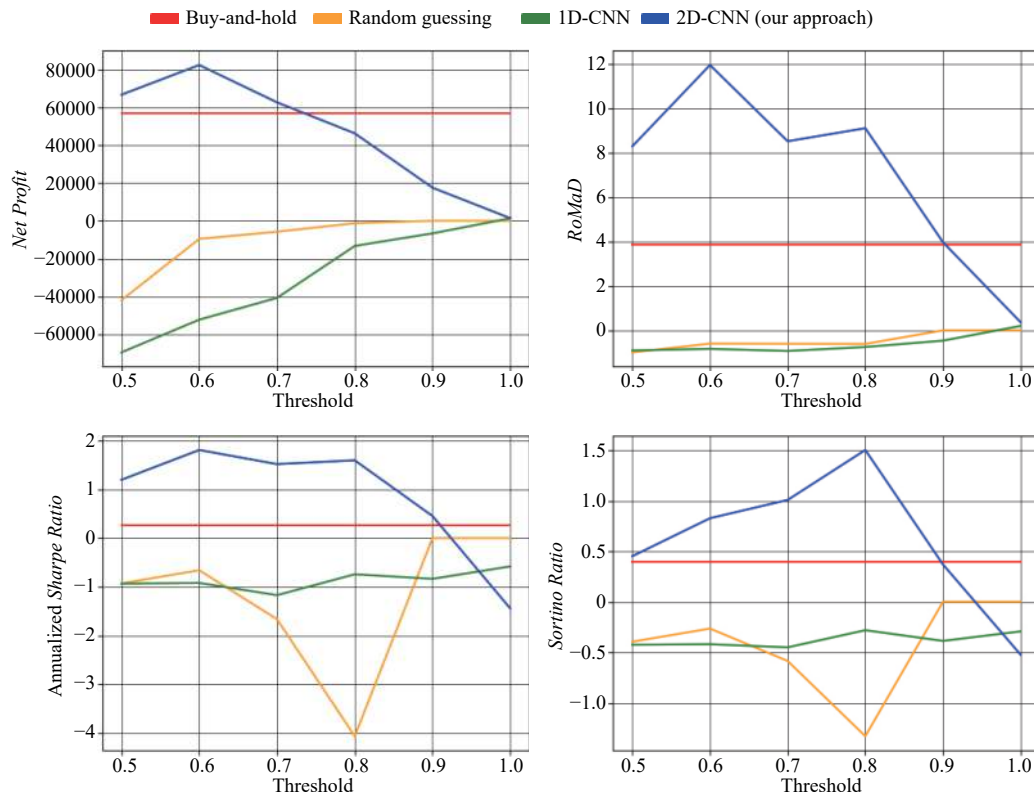 Buy-and-hold Random guessing 1D-CNN 2D-CNN (our approach)
Net Profit
80000
60000
40000
20000
0
−20000
−40000
−60000
0.5 0.6 0.7 0.8 0.9 1.0
Threshold
RoMaD
12
10
8
6
4
2
0
0.5 0.6 0.7 0.8 0.9 1.0
Threshold
Annualized Sharpe Ratio
2
1
0
−1
−2
−3
−4
0.5 0.6 0.7 0.8 0.9 1.0
Threshold
Sortino Ratio
1.5
1.0
0.5
0
−0.5
−1.0
0.5 0.6 0.7 0.8 0.9 1.0
Threshold